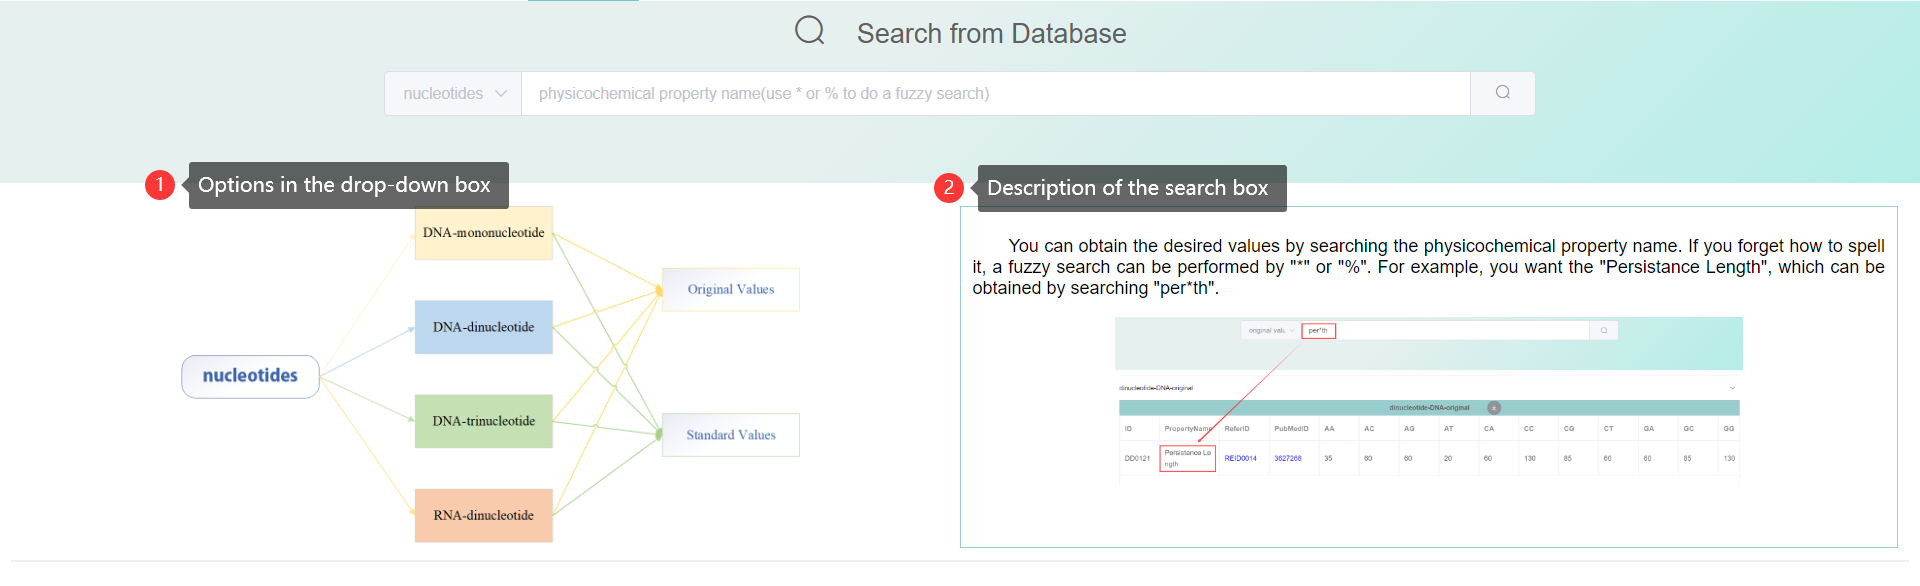 Search from Database
nucleotides
physicochemical property name(use * or % to do a fuzzy search)
1
Options in the drop-down box
DNA-mononucleotide
DNA-dinucleotide
DNA-trinucleotide
RNA-dinucleotide
nucleotides
Original Values
Standard Values
2
Description of the search box
You can obtain the desired values by searching the physicochemical property name. If you forget how to spell
it, a fuzzy search can be performed by "*" or "%". For example, you want the "Persistance Length", which can be
obtained by searching "per*th".
original valu
per*th
dinucleotide-DNA-original
dinucleotide-DNA-original
ID PropertyName ReferID PubMedID AA AC AG AT CA CC CG CT GA GC GG
DD0121 Persistance Le REID0014 3627268 35 60 60 20 60 130 85 60 60 85 130
ngth